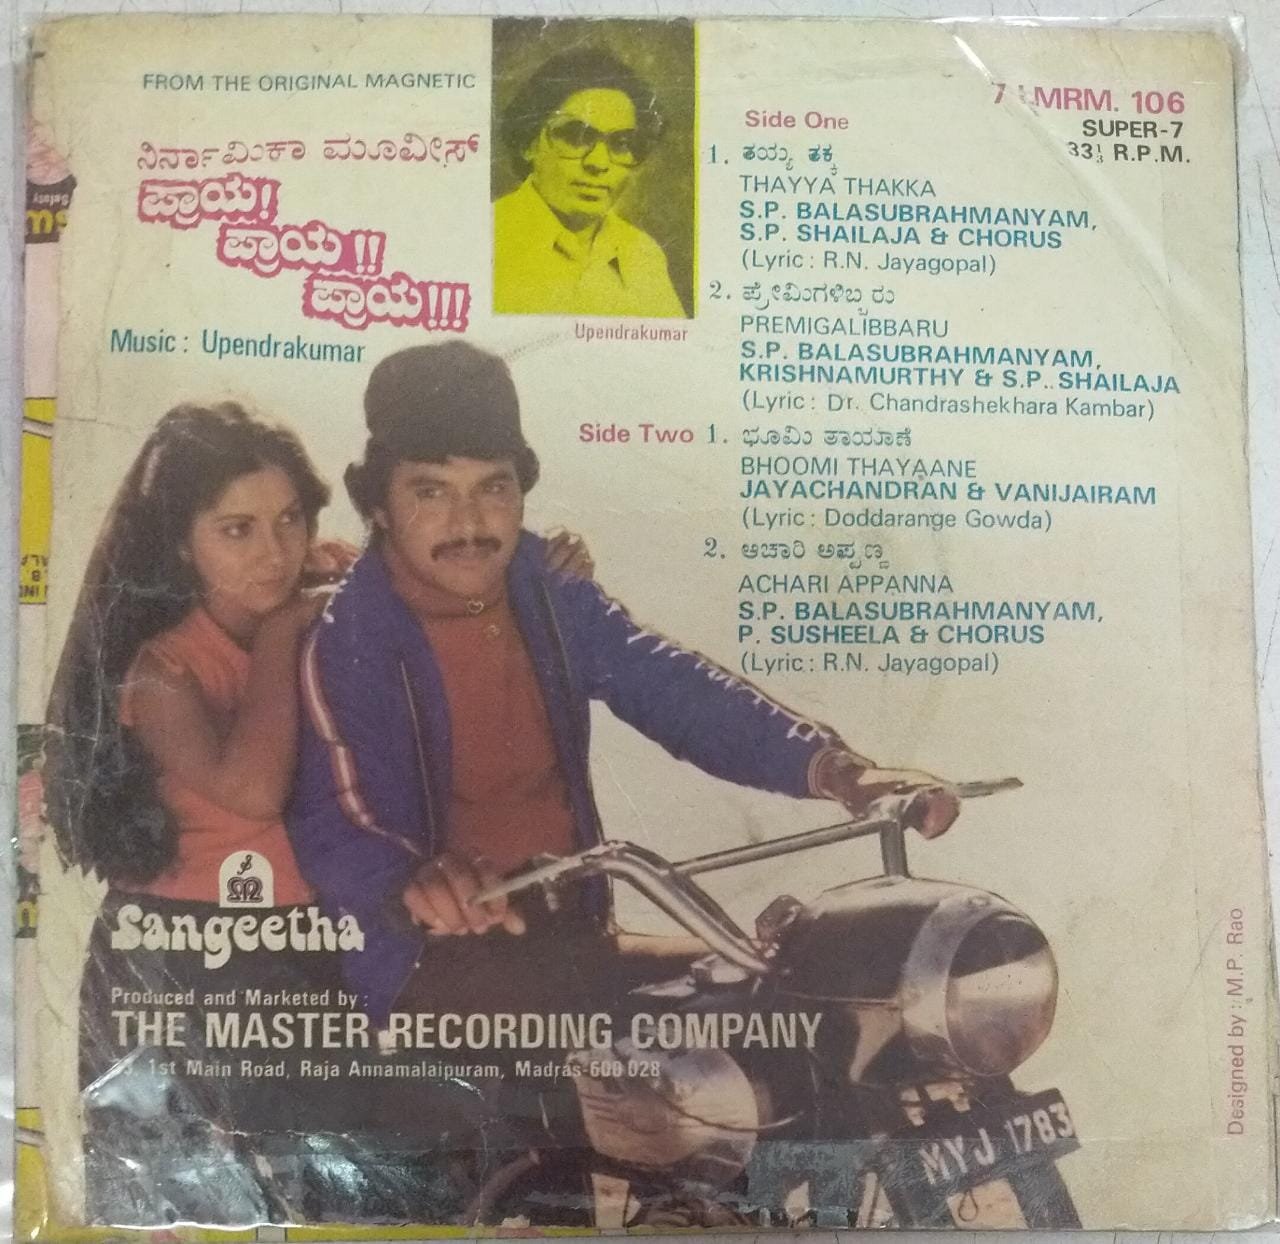 FROM THE ORIGINAL MAGNETIC
ನಿರ್ನಾಮಿಕಾ ಮೂವೀಸ್
ಪ್ರಾಯ!
ಪ್ರಾಯ!!
ಪ್ರಾಯ!!!
Music : Upendrakumar
Upendrakumar
7 LMRM. 106
SUPER-7
33⅓ R.P.M.
Side One
1. ತಯ್ಯ ತಕ್ಕ
THAYYA THAKKA
S.P. BALASUBRAHMANYAM,
S.P. SHAILAJA & CHORUS
(Lyric : R.N. Jayagopal)
2. ಪ್ರೇಮಿಗಳಿಬ್ಬರು
PREMIGALIBBARU
S.P. BALASUBRAHMANYAM,
KRISHNAMURTHY & S.P. SHAILAJA
(Lyric : Dr. Chandrashekhara Kambar)
Side Two 1. ಭೂಮಿ ತಾಯಾಣೆ
BHOOMI THAYAANE
JAYACHANDRAN & VANIJAIRAM
(Lyric : Doddarange Gowda)
2. ಆಚಾರಿ ಅಪ್ಪಣ್ಣ
ACHARI APPANNA
S.P. BALASUBRAHMANYAM,
P. SUSHEELA & CHORUS
(Lyric : R.N. Jayagopal)
Sangeetha
Produced and Marketed by :
THE MASTER RECORDING COMPANY
1st Main Road, Raja Annamalaipuram, Madras-600 028
MYJ 1783
Designed by : M.P. Rao